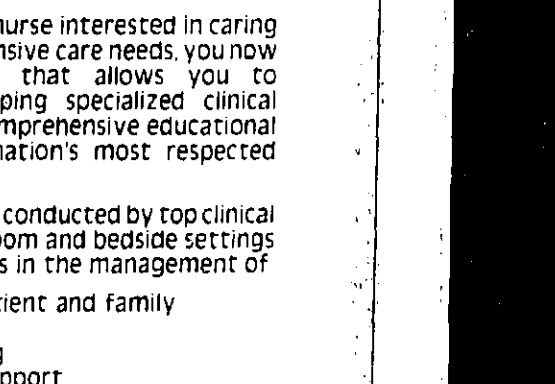 nurse interested in caring
nsive care needs, you now
that allows you to
ping specialized clinical
mprehensive educational
nation's most respected
conducted by top clinical
oom and bedside settings
s in the management of
tient and family
g
pport